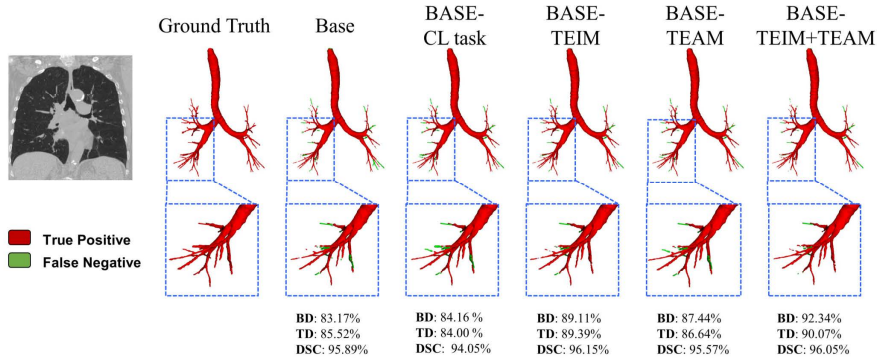 Ground Truth
Base
BASE-
CL task
BASE-
TEIM
BASE-
TEAM
BASE-
TEIM+TEAM
True Positive
False Negative
BD: 83.17%
TD: 85.52%
DSC: 95.89%
BD: 84.16 %
TD: 84.00 %
DSC: 94.05%
BD: 89.11%
TD: 89.39%
DSC: 96.15%
BD: 87.44%
TD: 86.64%
DSC: 95.57%
BD: 92.34%
TD: 90.07%
DSC: 96.05%